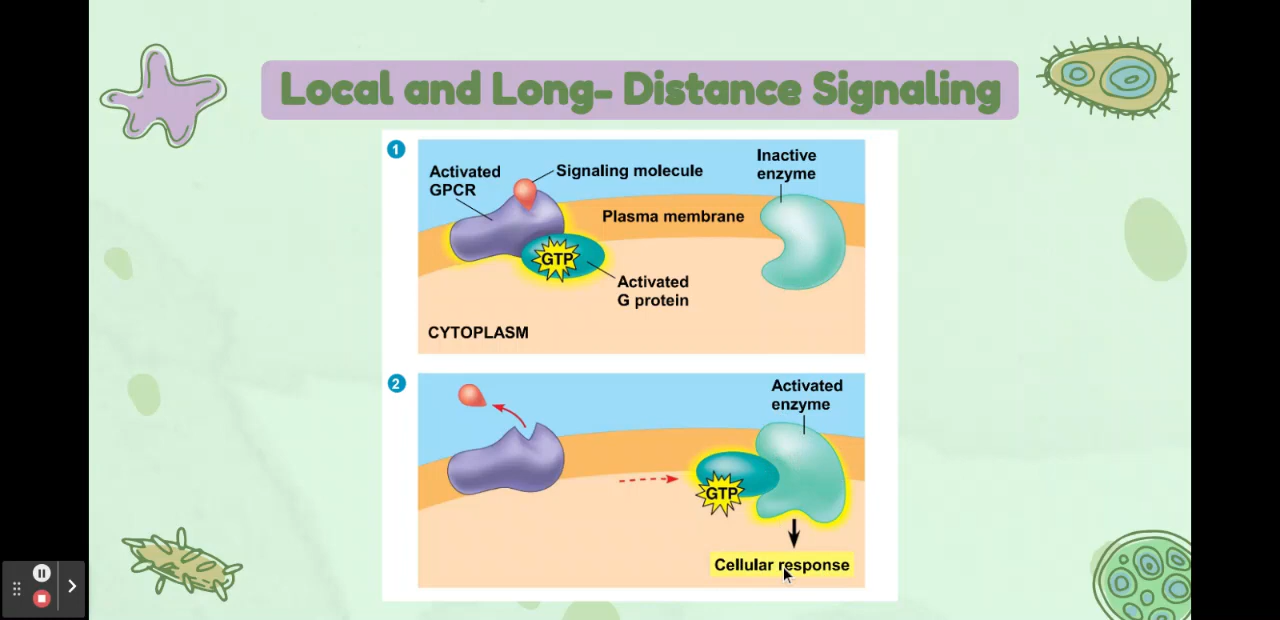 Local and Long- Distance Signaling
1
Activated
GPCR
Signaling molecule
Inactive
enzyme
Plasma membrane
GTP
Activated
G protein
CYTOPLASM
2
Activated
enzyme
GTP
Cellular response